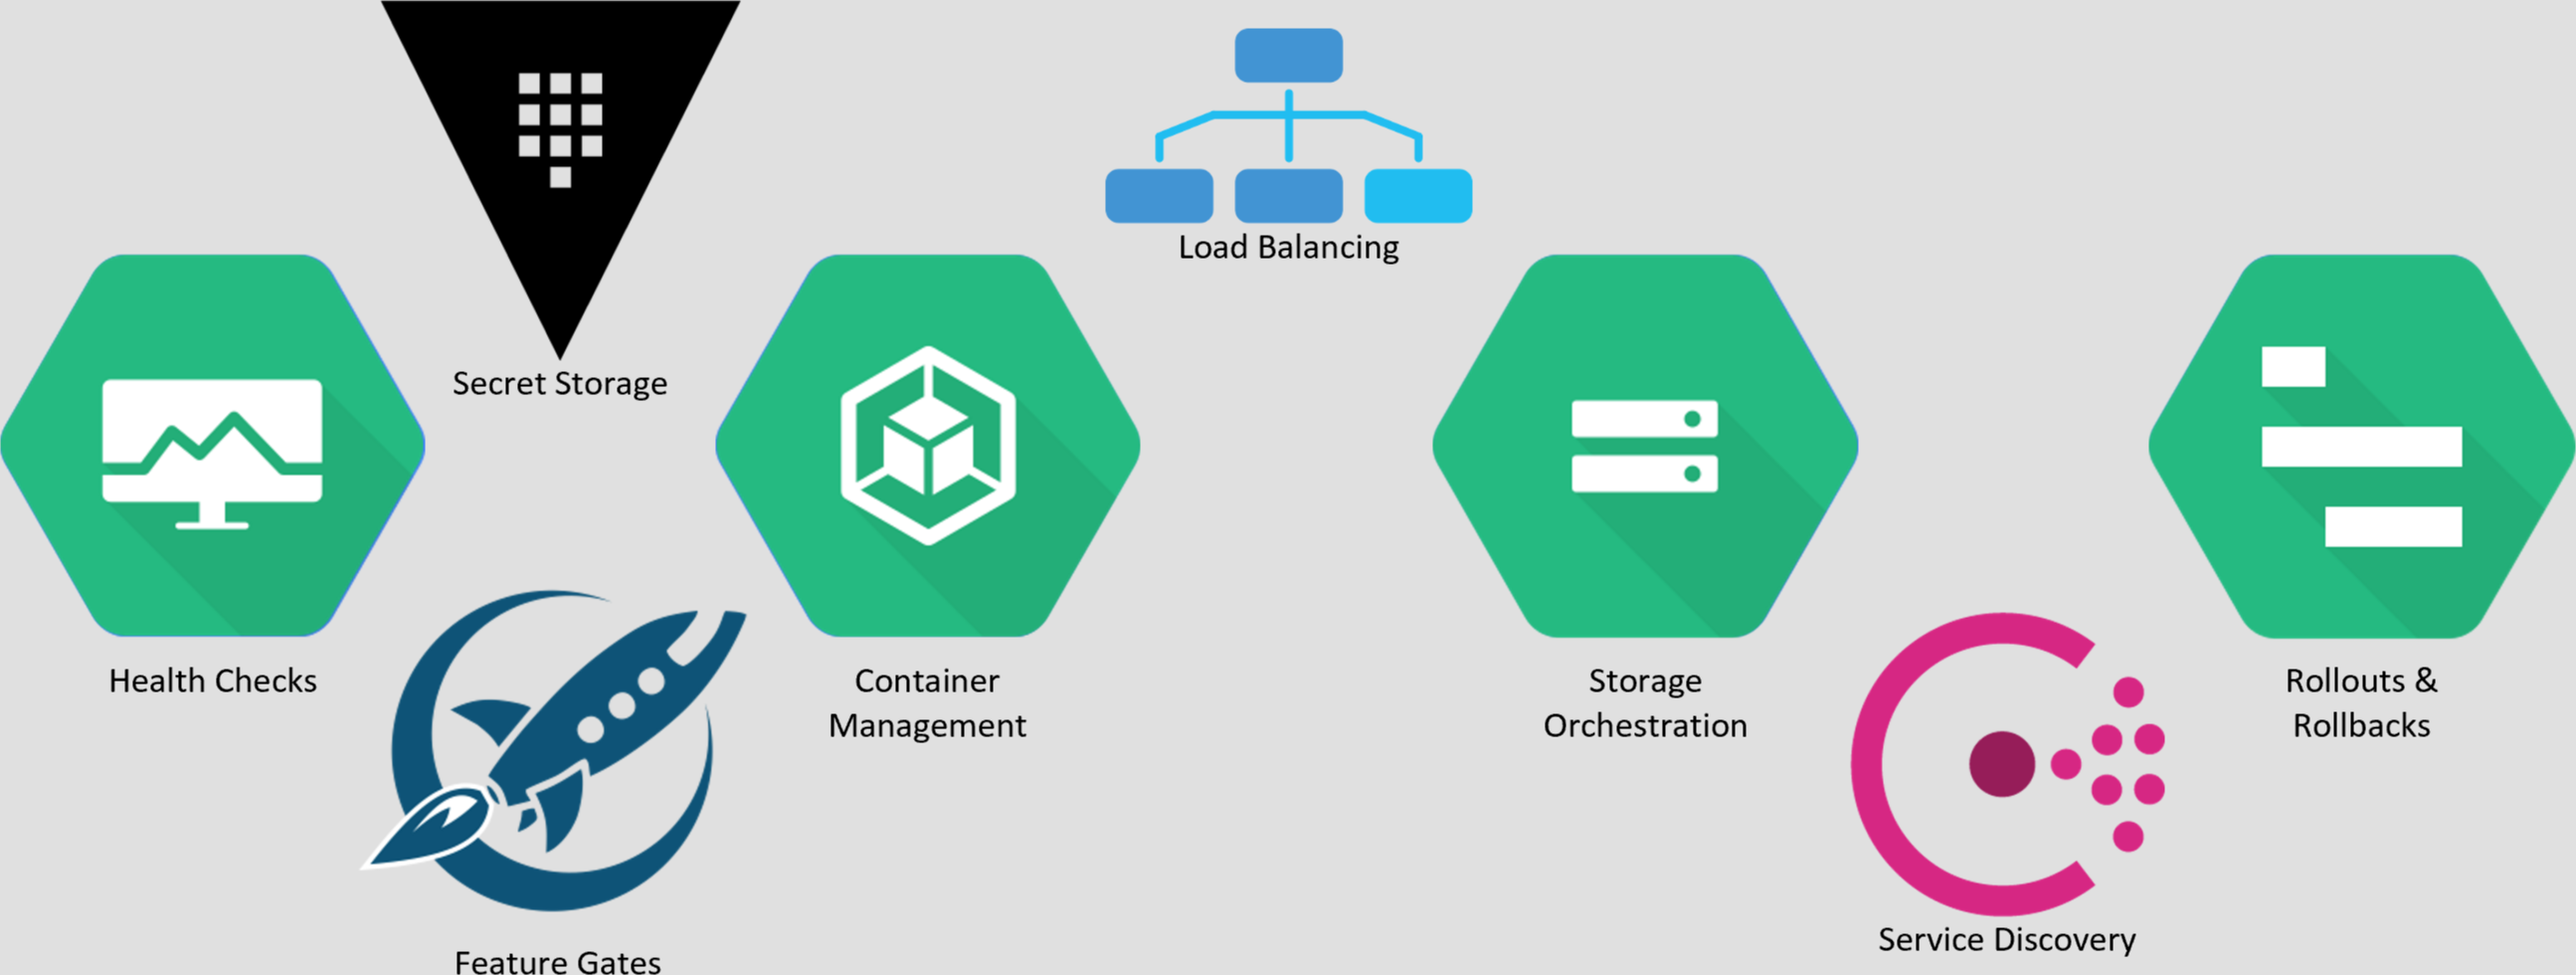 Load Balancing
Secret Storage
Health Checks
Container
Management
Storage
Orchestration
Rollouts &
Rollbacks
Service Discovery
Feature Gates